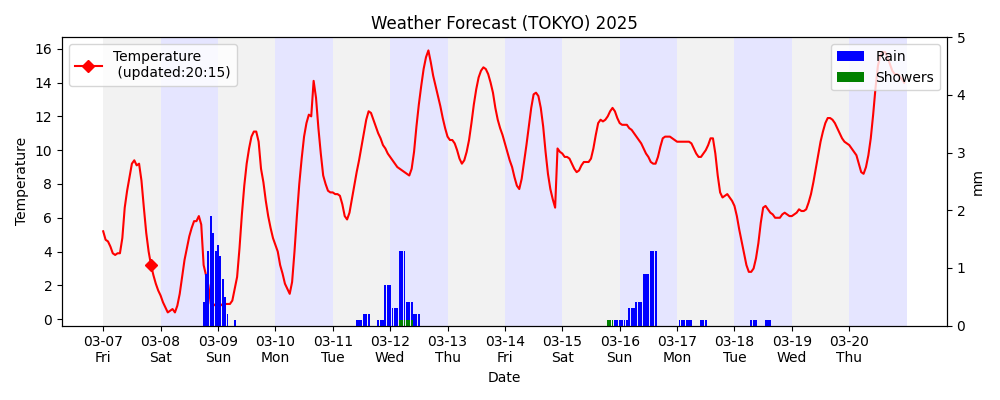 Weather Forecast (TOKYO) 2025
Temperature
(updated:20:15)
Rain
Showers
16
14
12
10
8
6
4
2
0
Temperature
5
4
3
2
1
0
mm
03-07 03-08 03-09 03-10 03-11 03-12 03-13 03-14 03-15 03-16 03-17 03-18 03-19 03-20
Fri Sat Sun Mon Tue Wed Thu Fri Sat Sun Mon Tue Wed Thu
Date